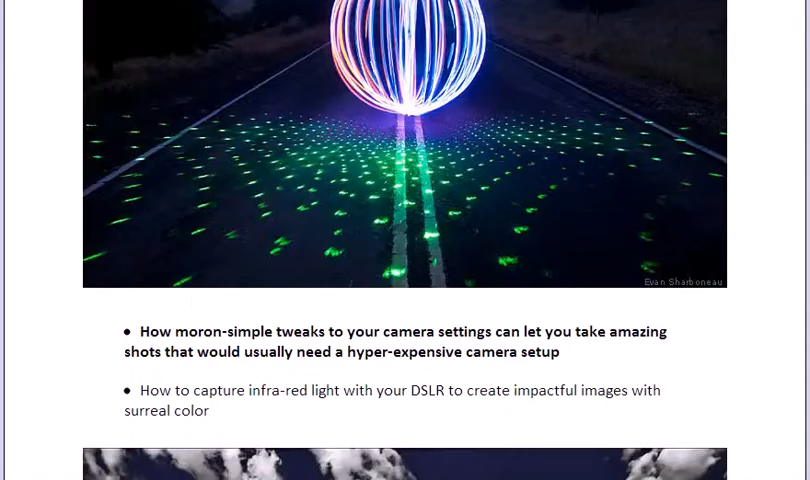 Evan Sharboneau
• How moron-simple tweaks to your camera settings can let you take amazing
shots that would usually need a hyper-expensive camera setup
• How to capture infra-red light with your DSLR to create impactful images with
surreal color